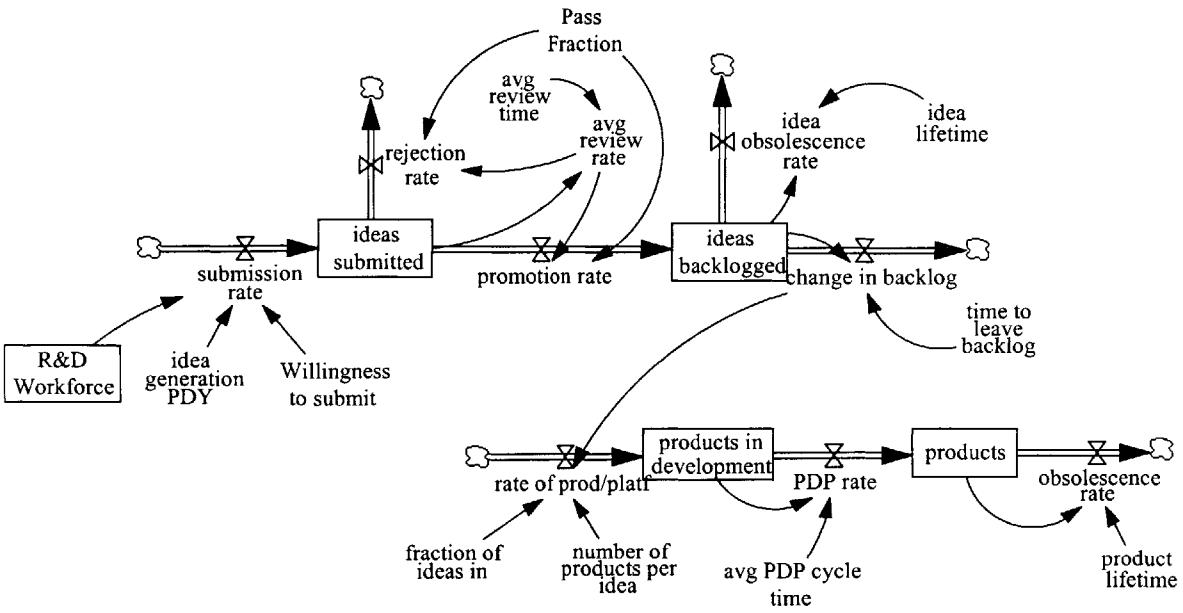 Pass
Fraction
avg
review
time
avg
review
rate
rejection
rate
idea
obsolescence
rate
idea
lifetime
ideas
submitted
ideas
backlogged
submission
rate
promotion rate
change in backlog
R&D
Workforce
idea
generation
PDY
Willingness
to submit
time to
leave
backlog
products in
development
products
rate of prod/platf
PDP rate
obsolescence
rate
fraction of
ideas in
number of
products per
idea
avg PDP cycle
time
product
lifetime